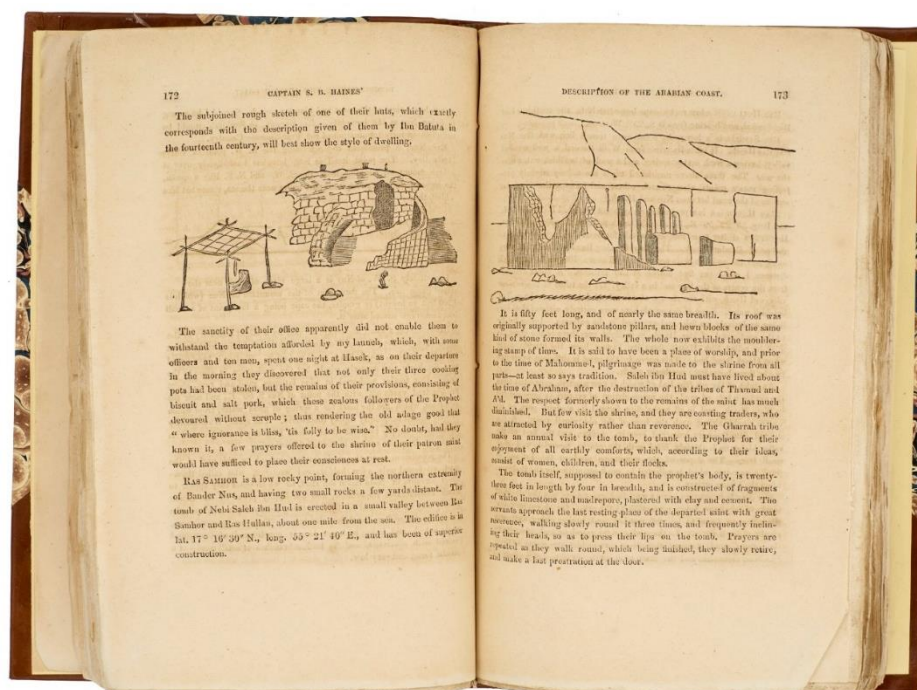 172
CAPTAIN S. B. HAINES'
The subjoined rough sketch of one of their huts, which exactly
corresponds with the description given of them by Ibn Batuta in
the fourteenth century, will best show the style of dwelling.
The sanctity of their office apparently did not enable them to
withstand the temptation afforded by my launch, which, with some
officers and ten men, spent one night at Hasek, as on their departure
in the morning they discovered that not only their three cooking
pots had been stolen, but the remains of their provisions, consisting of
biscuit and salt pork, which these zealous followers of the Prophet
devoured without scruple; thus rendering the old adage good that
"where ignorance is bliss, 'tis folly to be wise." No doubt, had they
known it, a few prayers offered to the shrine of their patron saint
would have sufficed to place their consciences at rest.
RAS SAMHOR is a low rocky point, forming the northern extremity
of Bander Nus, and having two small rocks a few yards distant. The
tomb of Nebi Saleh ibn Hud is erected in a small valley between Ras
Samhor and Ras Hullan, about one mile from the sea. The edifice is in
lat. 17° 16' 30" N., long. 55° 21' 40" E., and has been of superior
construction.
DESCRIPTION OF THE ARABIAN COAST.
173
It is fifty feet long, and of nearly the same breadth. Its roof was
originally supported by sandstone pillars, and hewn blocks of the same
kind of stone formed its walls. The whole now exhibits the moulder-
ing stamp of time. It is said to have been a place of worship, and prior
to the time of Mahommed, pilgrimage was made to the shrine from all
parts—at least so says tradition. Saleh ibn Hud must have lived about
the time of Abraham, after the destruction of the tribes of Thamud and
A'd. The respect formerly shown to the remains of the saint has much
diminished. But few visit the shrine, and they are coasting traders, who
are attracted by curiosity rather than reverence. The Gharrah tribe
make an annual visit to the tomb, to thank the Prophet for their
enjoyment of all earthly comforts, which, according to their ideas,
consist of women, children, and their flocks.
The tomb itself, supposed to contain the prophet's body, is twenty-
three feet in length by four in breadth, and is constructed of fragments
of white limestone and madrepore, plastered with clay and cement. The
servants approach the last resting-place of the departed saint with great
reverence, walking slowly round it three times, and frequently inclin-
ing their heads, so as to press their lips on the tomb. Prayers are
repeated as they walk round, which being finished, they slowly retire,
and make a last prostration at the door.